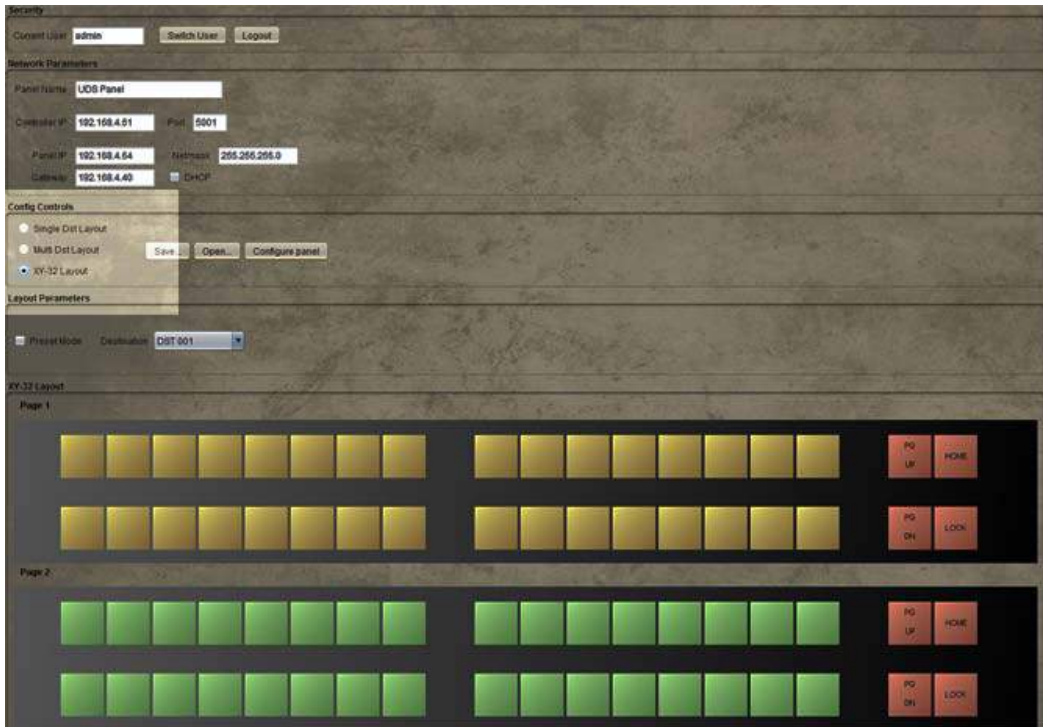 Security
Current User admin Switch User Logout
Network Parameters
Panel Name UDS Panel
Controller IP 192.168.4.61 Port 5001
Panel IP 192.168.4.64 Netmask 255.255.255.0
Gateway 192.168.4.40 DHCP
Config Controls
Single Dst Layout
Multi Dst Layout Save... Open... Configure panel
XY-32 Layout
Layout Parameters
Preset Mode Destination DST 001
XY-32 Layout
Page 1
PG UP HOME
PG DN LOCK
Page 2
PG UP HOME
PG DN LOCK